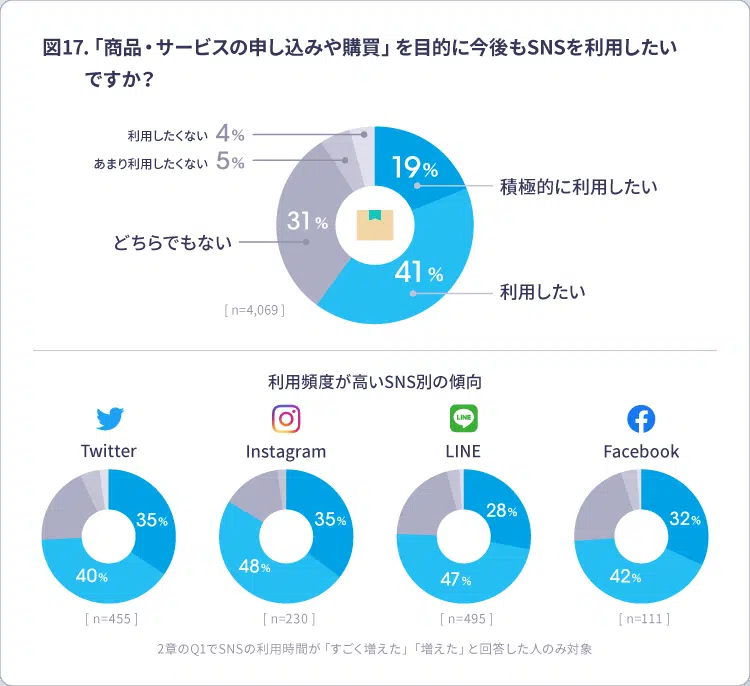 図17.「商品・サービスの申し込みや購買」を目的に今後もSNSを利用したい
ですか？
利用したくない 4%
あまり利用したくない 5%
19%
積極的に利用したい
31%
どちらでもない
41%
利用したい
[ n=4,069 ]
利用頻度が高いSNS別の傾向
LINE
Twitter
Instagram
LINE
Facebook
35%
40%
35%
48%
28%
47%
32%
42%
[ n=455 ]
[ n=230 ]
[ n=495 ]
[ n=111 ]
2章のQ1でSNSの利用時間が「すごく増えた」「増えた」と回答した人のみ対象